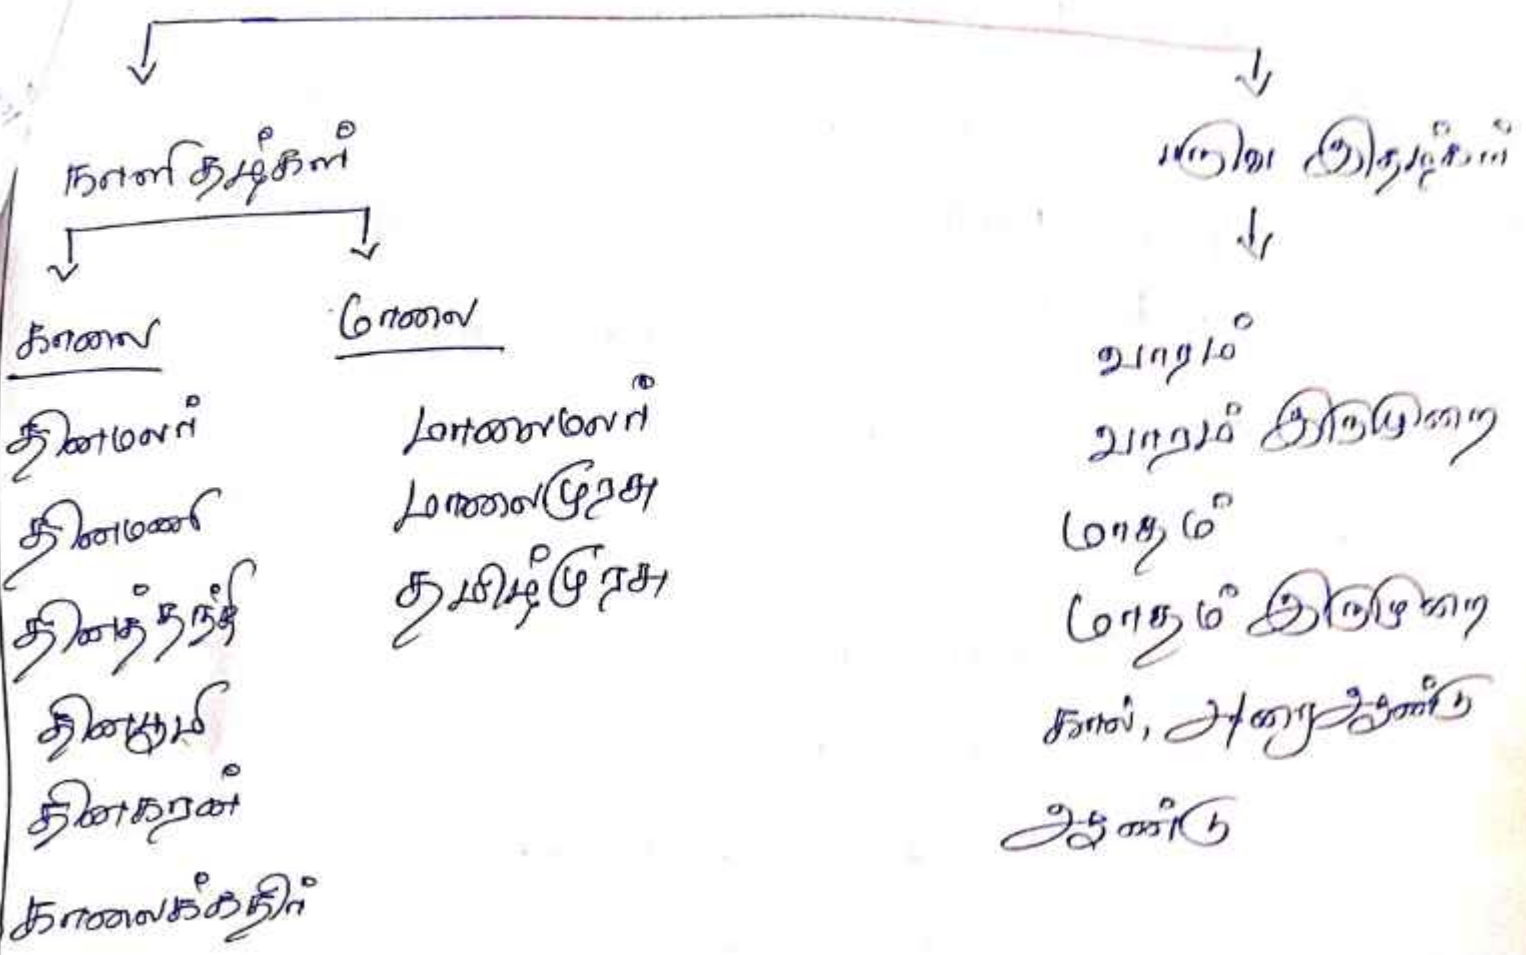 நாளிதழ்கள்
பருவ இதழ்கள்
காலை
மாலை
தினமலர்
தினமணி
தினத்தந்தி
தினபூமி
தினகரன்
காலைக்கதிர்
மாலைமலர்
மாலைமுரசு
தமிழ்முரசு
வாரம்
வாரம் இருமுறை
மாதம்
மாதம் இருமுறை
கால், அரைஆண்டு
ஆண்டு